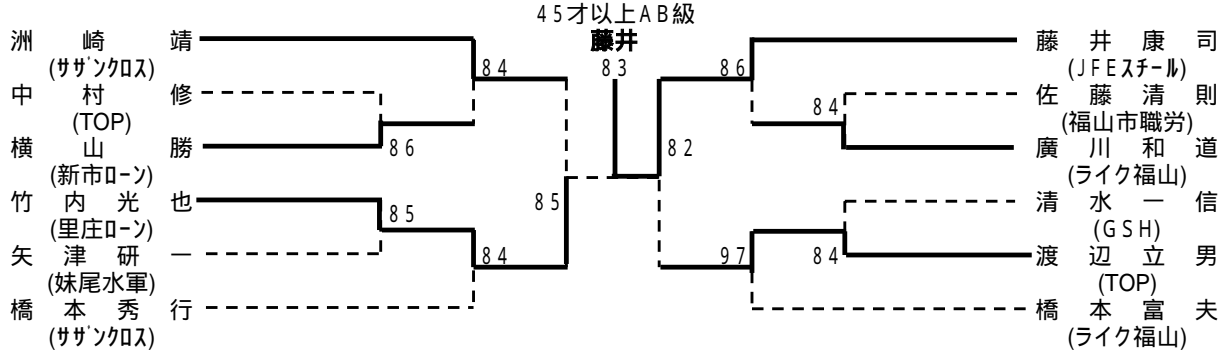 45才以上AB級
藤井
83
洲崎靖
(サザンクロス)
84
中村修
(TOP)
横山勝
86
(新市ローン)
竹内光也
(里庄ローン)
85
85
矢津研一
84
(妹尾水軍)
橋本秀行
(サザンクロス)
藤井康司
86
(JFEスチール)
佐藤清則
84
(福山市職労)
廣川和道
82
(ライク福山)
清水一信
(GSH)
渡辺立男
97
84
(TOP)
橋本富夫
(ライク福山)